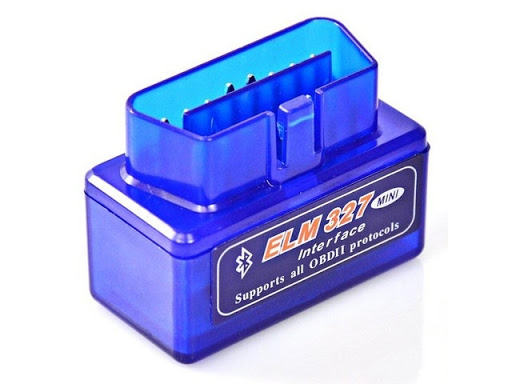 ELM 327 MINI
Interface
Supports all OBDII protocols